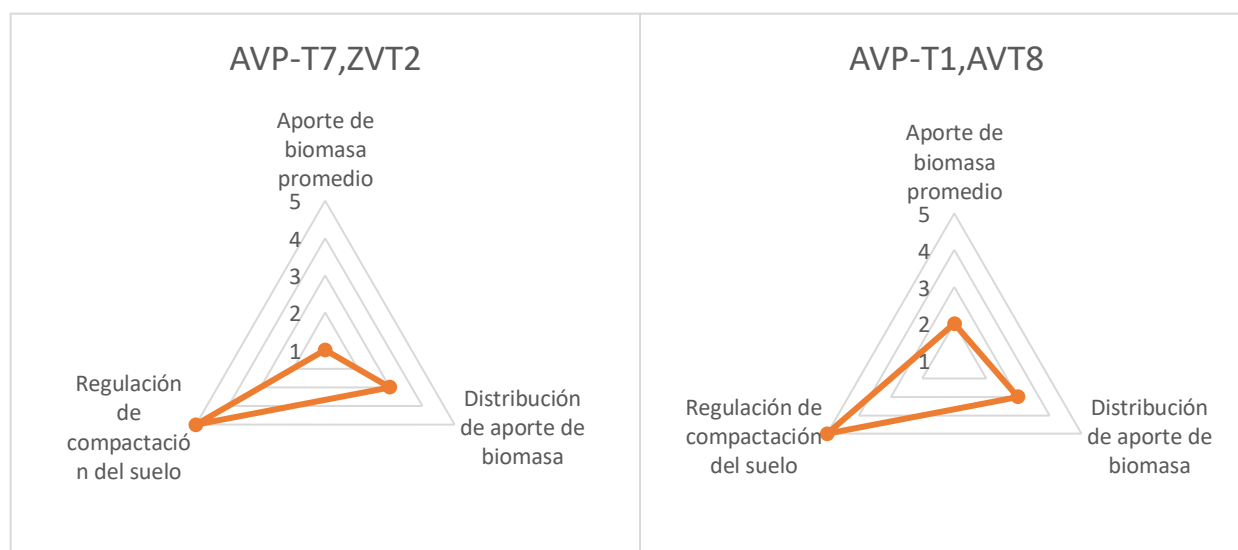 AVP-T7,ZVT2
Aporte de
biomasa
promedio
5
4
3
2
1
Regulación
de
compactació
n del suelo
Distribución
de aporte de
biomasa
AVP-T1,AVT8
Aporte de
biomasa
promedio
5
4
3
2
1
Regulación de
compactación
del suelo
Distribución
de aporte de
biomasa